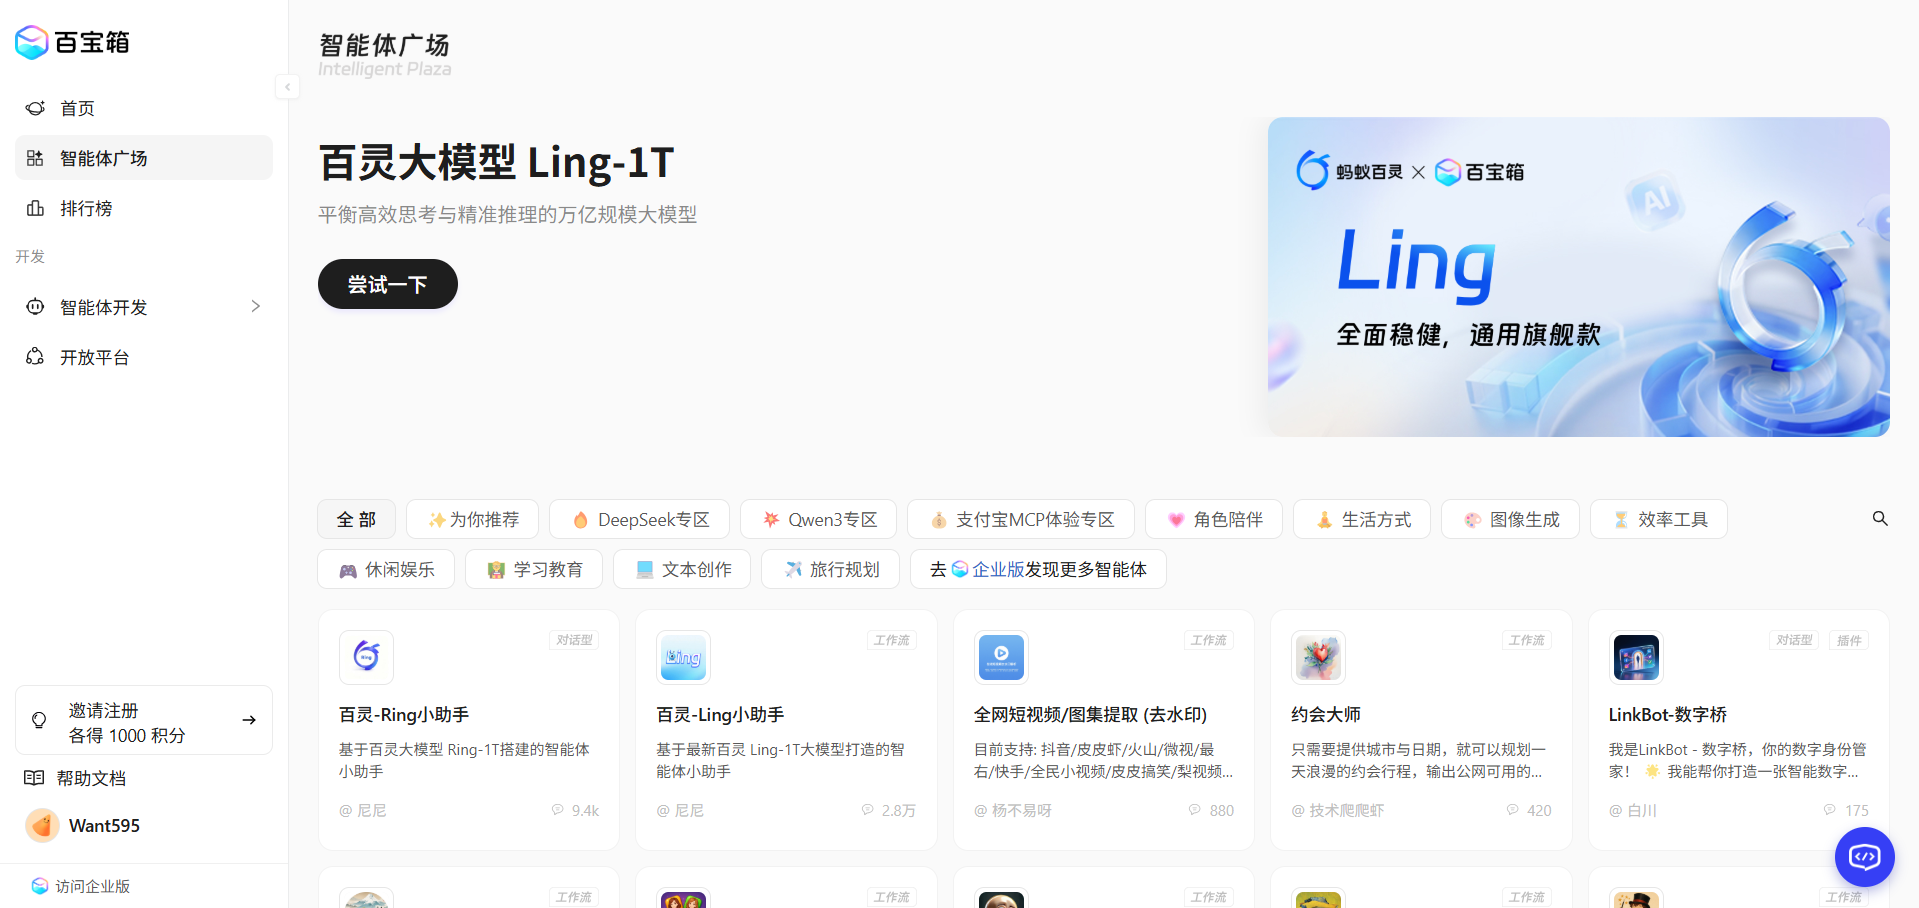 百宝箱
首页
智能体广场
排行榜
开发
智能体开发
开放平台
邀请注册
各得 1000 积分
帮助文档
Want595
访问企业版
智能体广场
Intelligent Plaza
百灵大模型 Ling-1T
平衡高效思考与精准推理的万亿规模大模型
尝试一下
蚂蚁百灵 × 百宝箱
AI
Ling
全面稳健，通用旗舰款
全部 ✨为你推荐 🔥 DeepSeek专区 💥 Qwen3专区 💰 支付宝MCP体验专区 💗 角色陪伴 🧘 生活方式 🎨 图像生成 ⏳ 效率工具
🎮 休闲娱乐 👩‍🏫 学习教育 💻 文本创作 ✈️ 旅行规划 去企业版发现更多智能体
对话型
百灵-Ring小助手
基于百灵大模型 Ring-1T搭建的智能体
小助手
@ 尼尼 9.4k
工作流
Ling
百灵-Ling小助手
基于最新百灵 Ling-1T大模型打造的智
能体小助手
@ 尼尼 2.8万
工作流
全网短视频/图集提取 (去水印)
目前支持: 抖音/皮皮虾/火山/微视/最
右/快手/全民小视频/皮皮搞笑/梨视频...
@ 杨不易呀 880
工作流
约会大师
只需要提供城市与日期，就可以规划一
天浪漫的约会行程，输出公网可用的...
@ 技术爬爬虾 420
对话型 插件
LinkBot-数字桥
我是LinkBot - 数字桥，你的数字身份管
家！ 🌟 我能帮你打造一张智能数字...
@ 白川 175
工作流
工作流
工作流
工作流
工作流